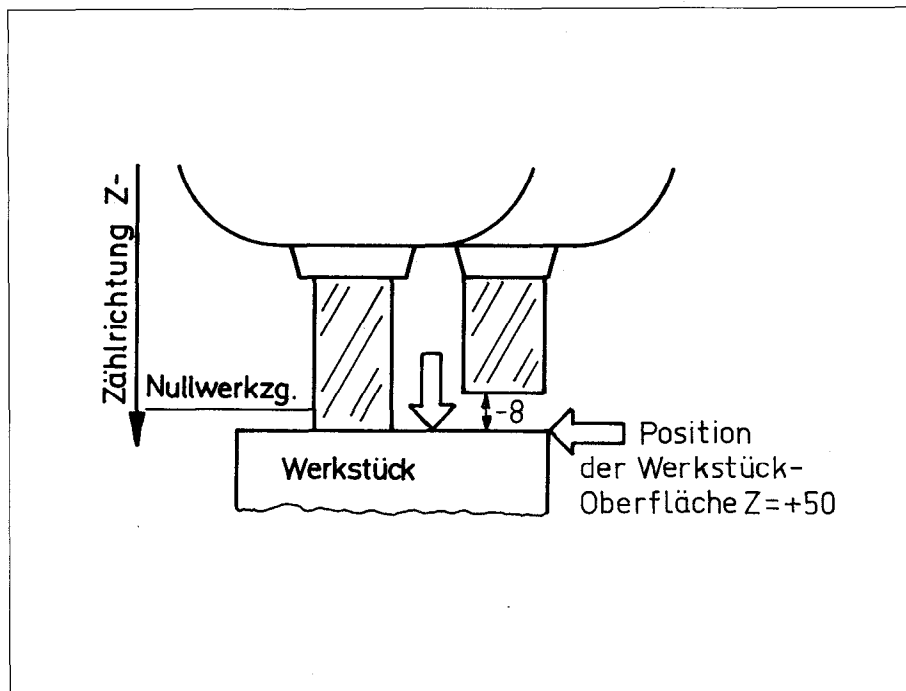 Zählrichtung Z-
Nullwerkzg.
-8
Werkstück
Position
der Werkstück-
Oberfläche Z=+50